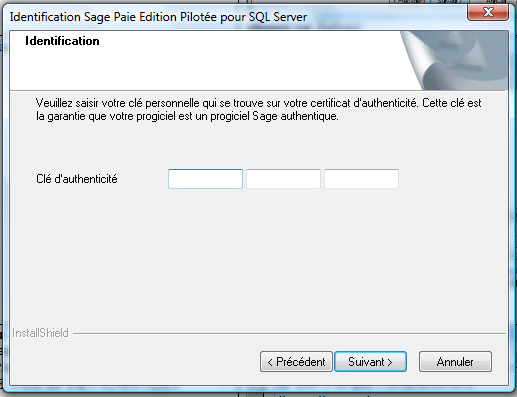 Identification Sage Paie Edition Pilotée pour SQL Server
Identification
Veuillez saisir votre clé personnelle qui se trouve sur votre certificat d'authenticité. Cette clé est
la garantie que votre progiciel est un progiciel Sage authentique.
Clé d'authenticité
InstallShield
< Précédent Suivant > Annuler